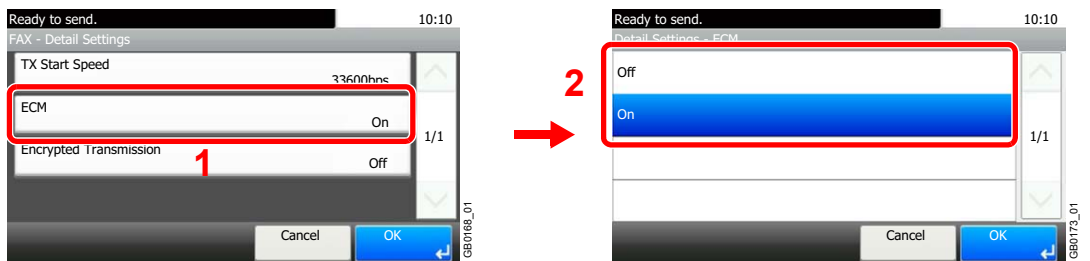 Ready to send.
10:10
FAX - Detail Settings
TX Start Speed
33600bps
ECM
On
1/1
Encrypted Transmission
Off
1
Cancel
OK
GB0168_01
Ready to send.
10:10
Detail Settings - ECM
2
Off
On
1/1
Cancel
OK
GB0173_01